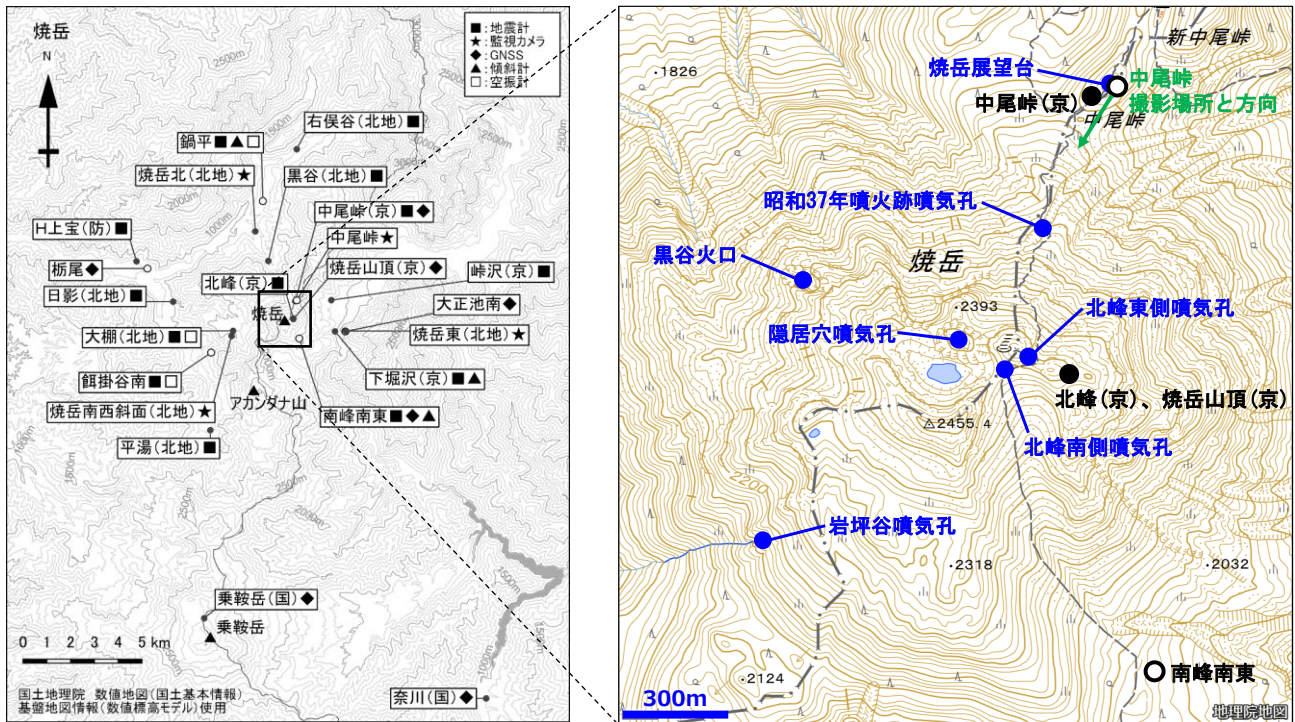 焼岳
N
■:地震計
★:監視カメラ
◆:GNSS
▲:傾斜計
□:空振計
右俣谷(北地)■
鍋平■▲□
焼岳北(北地)★
黒谷(北地)■
中尾峠(京)■◆
H上宝(防)■
中尾峠★
栃尾◆
焼岳山頂(京)◆
峠沢(京)■
北峰(京)■
日影(北地)■
大正池南◆
焼岳
大棚(北地)■□
焼岳東(北地)★
餌掛谷南■□
下堀沢(京)■▲
アカンダナ山
焼岳南西斜面(北地)★
南峰南東■◆▲
平湯(北地)■
乗鞍岳(国)◆
乗鞍岳
0 1 2 3 4 5 km
国土地理院 数値地図(国土基本情報)
基盤地図情報(数値標高モデル)使用
奈川(国)◆
1500m
3000m
2500m
1000m
2000m
1800m
新中尾峠
・1826
焼岳展望台
中尾峠
中尾峠(京)
撮影場所と方向
中尾峠
昭和37年噴火跡噴気孔
黒谷火口
焼岳
・2393
北峰東側噴気孔
隠居穴噴気孔
北峰(京)、焼岳山頂(京)
△2455.4
北峰南側噴気孔
2200
岩坪谷噴気孔
・2318
・2032
・2124
南峰南東
300m
地理院地図